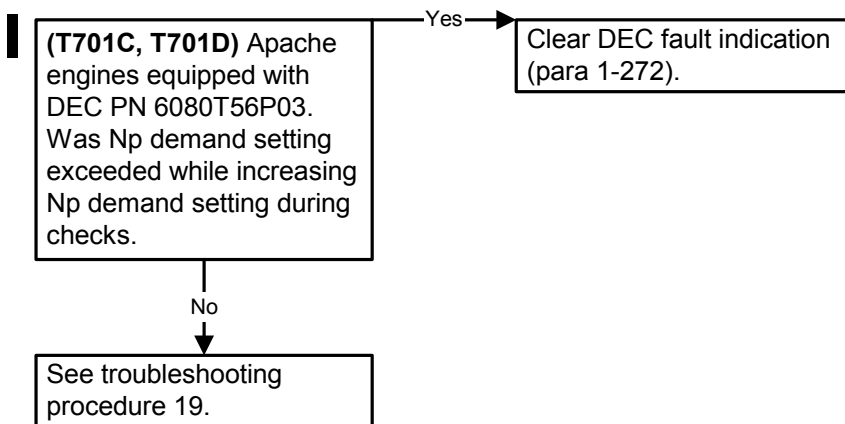 (T701C, T701D) Apache
engines equipped with
DEC PN 6080T56P03.
Was Np demand setting
exceeded while increasing
Np demand setting during
checks.
Yes
Clear DEC fault indication
(para 1-272).
No
See troubleshooting
procedure 19.